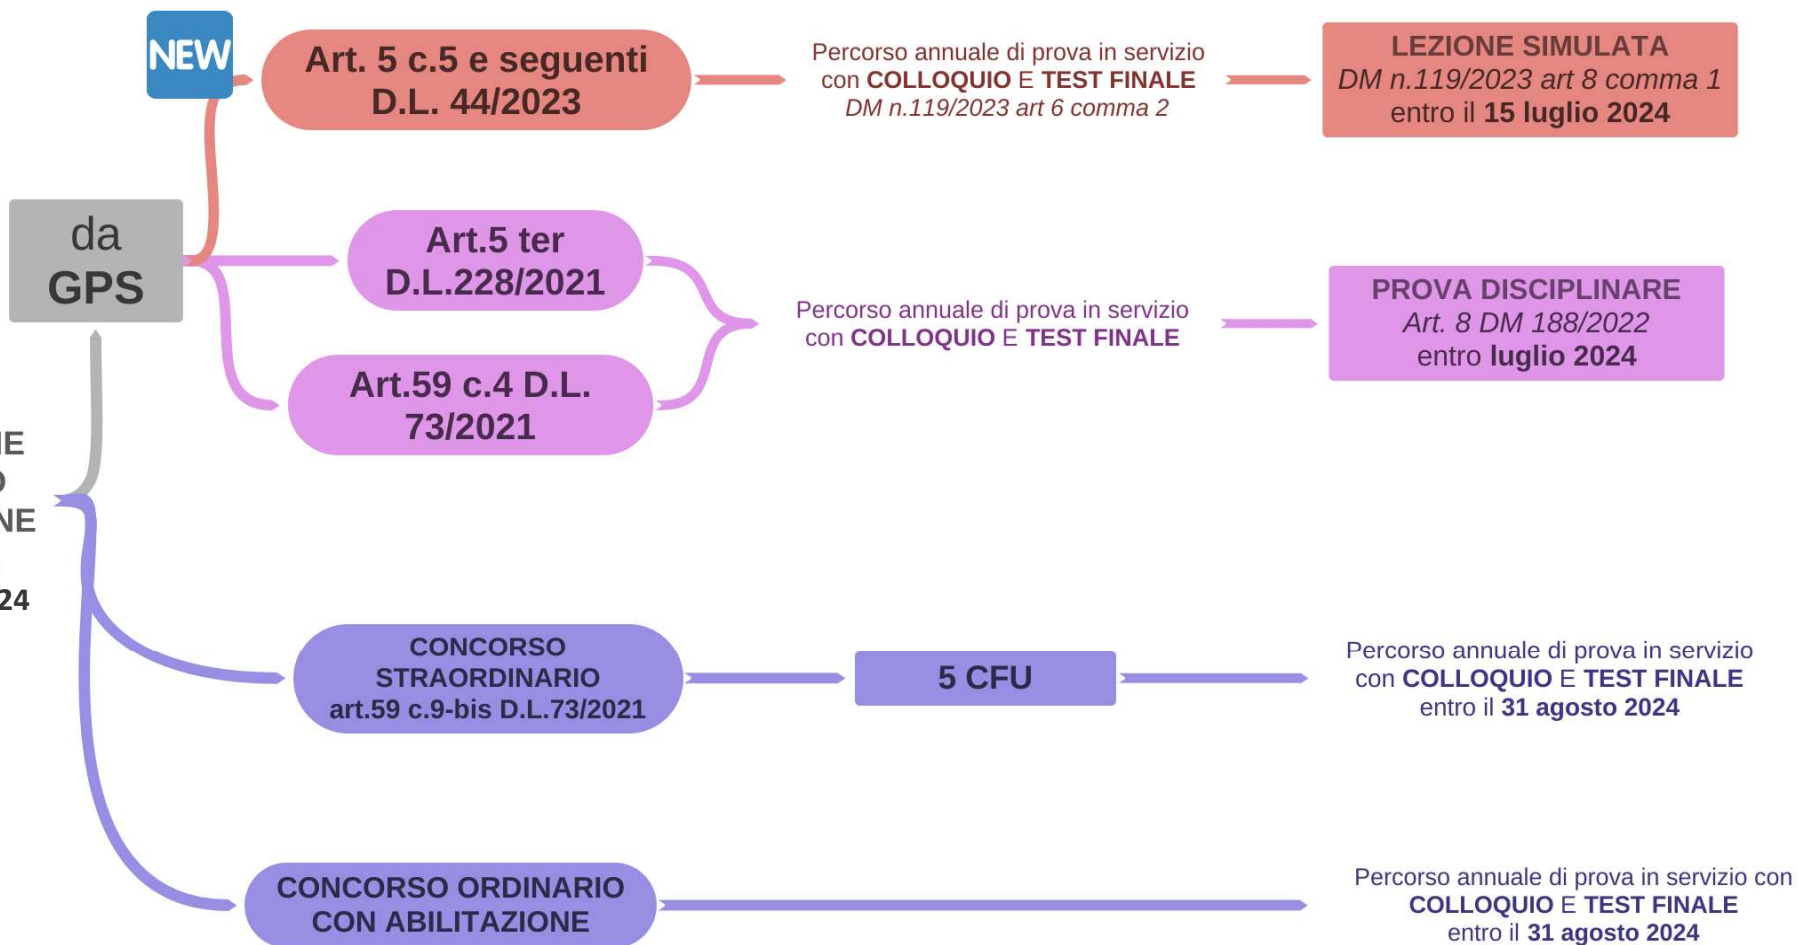 NEW
Art. 5 c.5 e seguenti
D.L. 44/2023
Percorso annuale di prova in servizio
con COLLOQUIO E TEST FINALE
DM n.119/2023 art 6 comma 2
LEZIONE SIMULATA
DM n.119/2023 art 8 comma 1
entro il 15 luglio 2024
da
GPS
Art.5 ter
D.L.228/2021
Art.59 c.4 D.L.
73/2021
Percorso annuale di prova in servizio
con COLLOQUIO E TEST FINALE
PROVA DISCIPLINARE
Art. 8 DM 188/2022
entro luglio 2024
NE
24
CONCORSO
STRAORDINARIO
art.59 c.9-bis D.L.73/2021
5 CFU
Percorso annuale di prova in servizio
con COLLOQUIO E TEST FINALE
entro il 31 agosto 2024
CONCORSO ORDINARIO
CON ABILITAZIONE
Percorso annuale di prova in servizio con
COLLOQUIO E TEST FINALE
entro il 31 agosto 2024